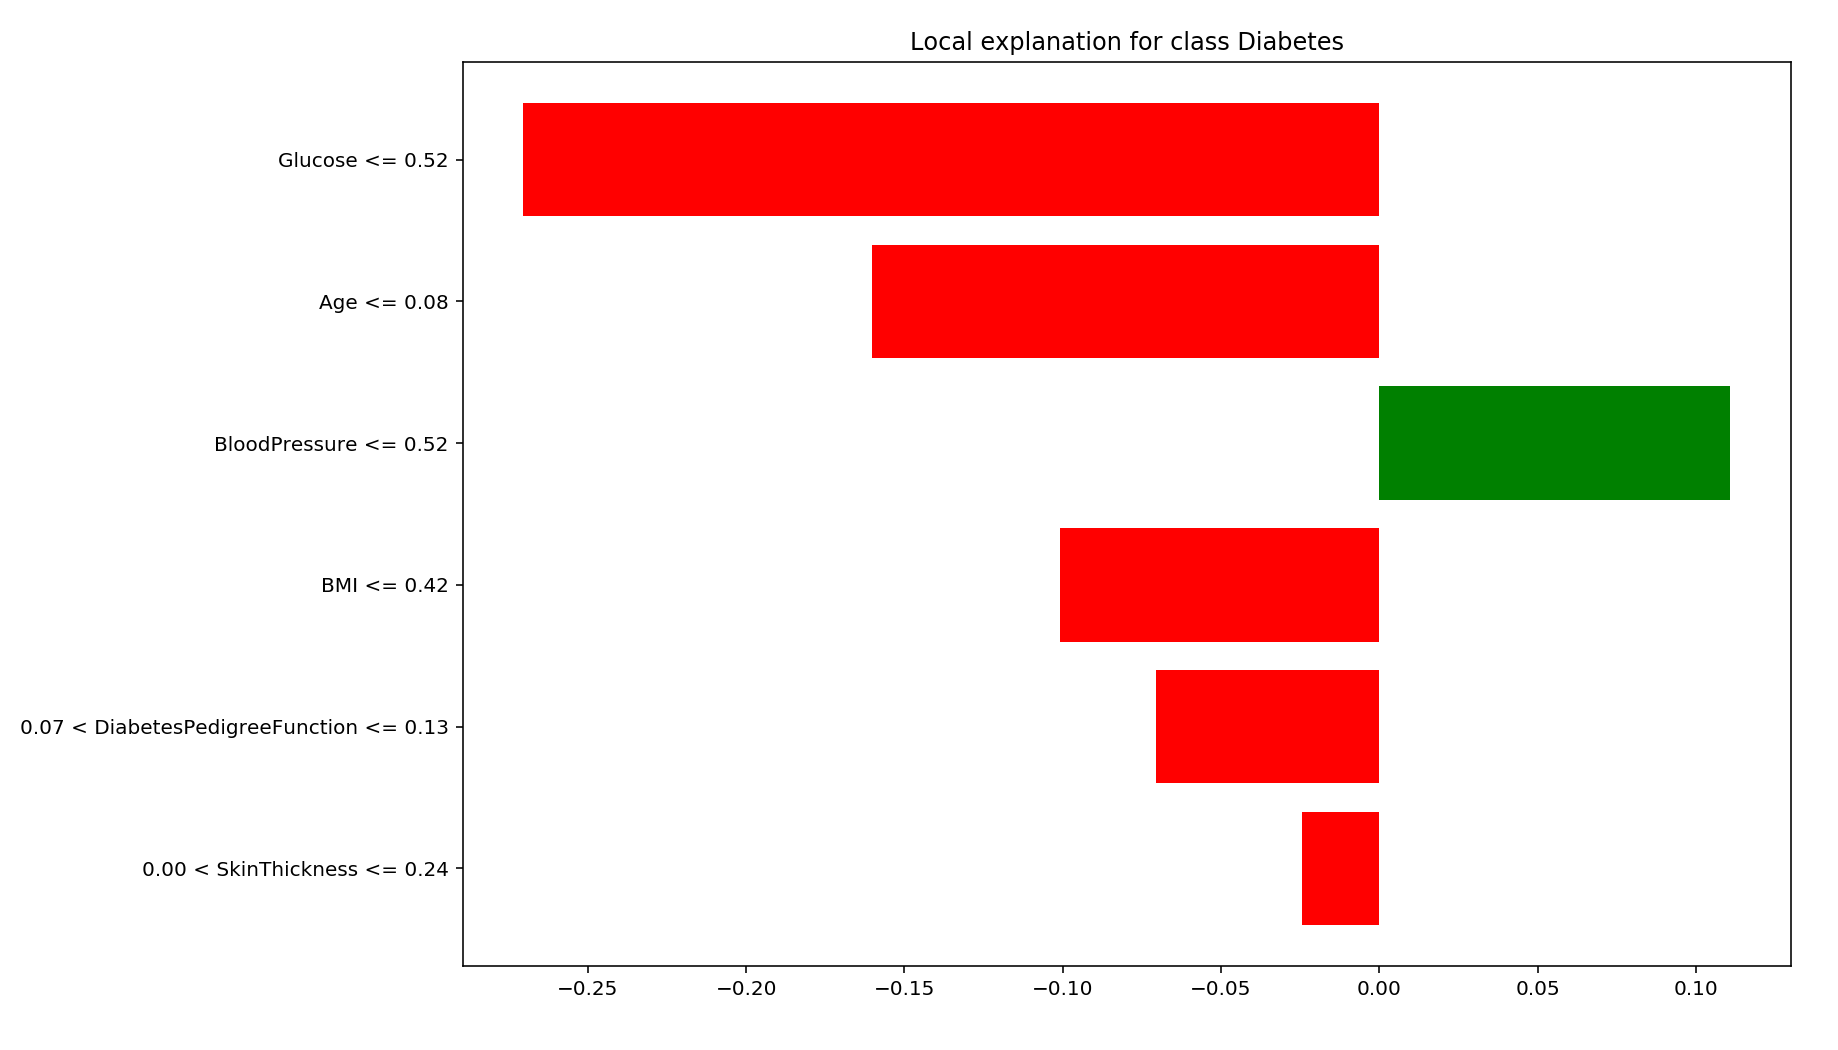 Local explanation for class Diabetes
Glucose <= 0.52
Age <= 0.08
BloodPressure <= 0.52
BMI <= 0.42
0.07 < DiabetesPedigreeFunction <= 0.13
0.00 < SkinThickness <= 0.24
−0.25 −0.20 −0.15 −0.10 −0.05 0.00 0.05 0.10